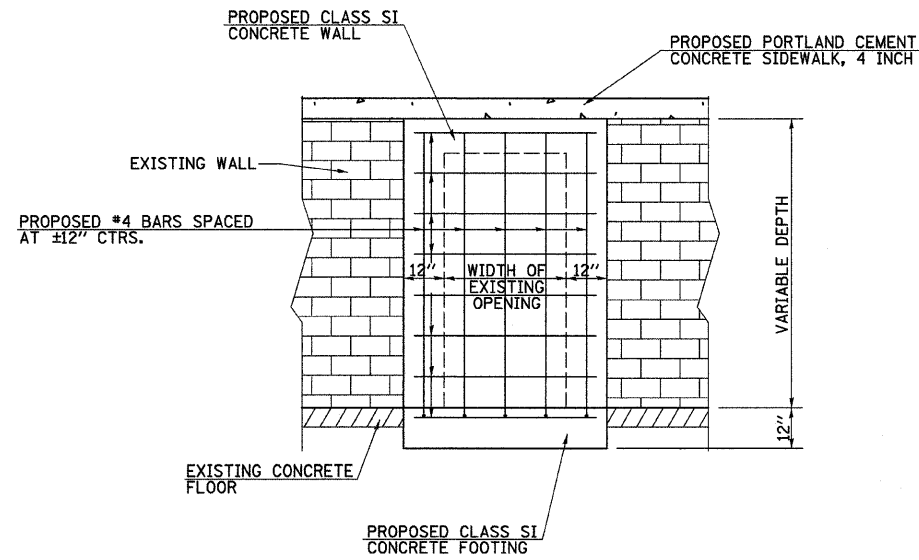 PROPOSED CLASS SI
CONCRETE WALL
PROPOSED PORTLAND CEMENT
CONCRETE SIDEWALK, 4 INCH
EXISTING WALL
PROPOSED #4 BARS SPACED
AT ±12" CTRS.
12"
WIDTH OF
EXISTING
OPENING
12"
VARIABLE DEPTH
12"
EXISTING CONCRETE
FLOOR
PROPOSED CLASS SI
CONCRETE FOOTING